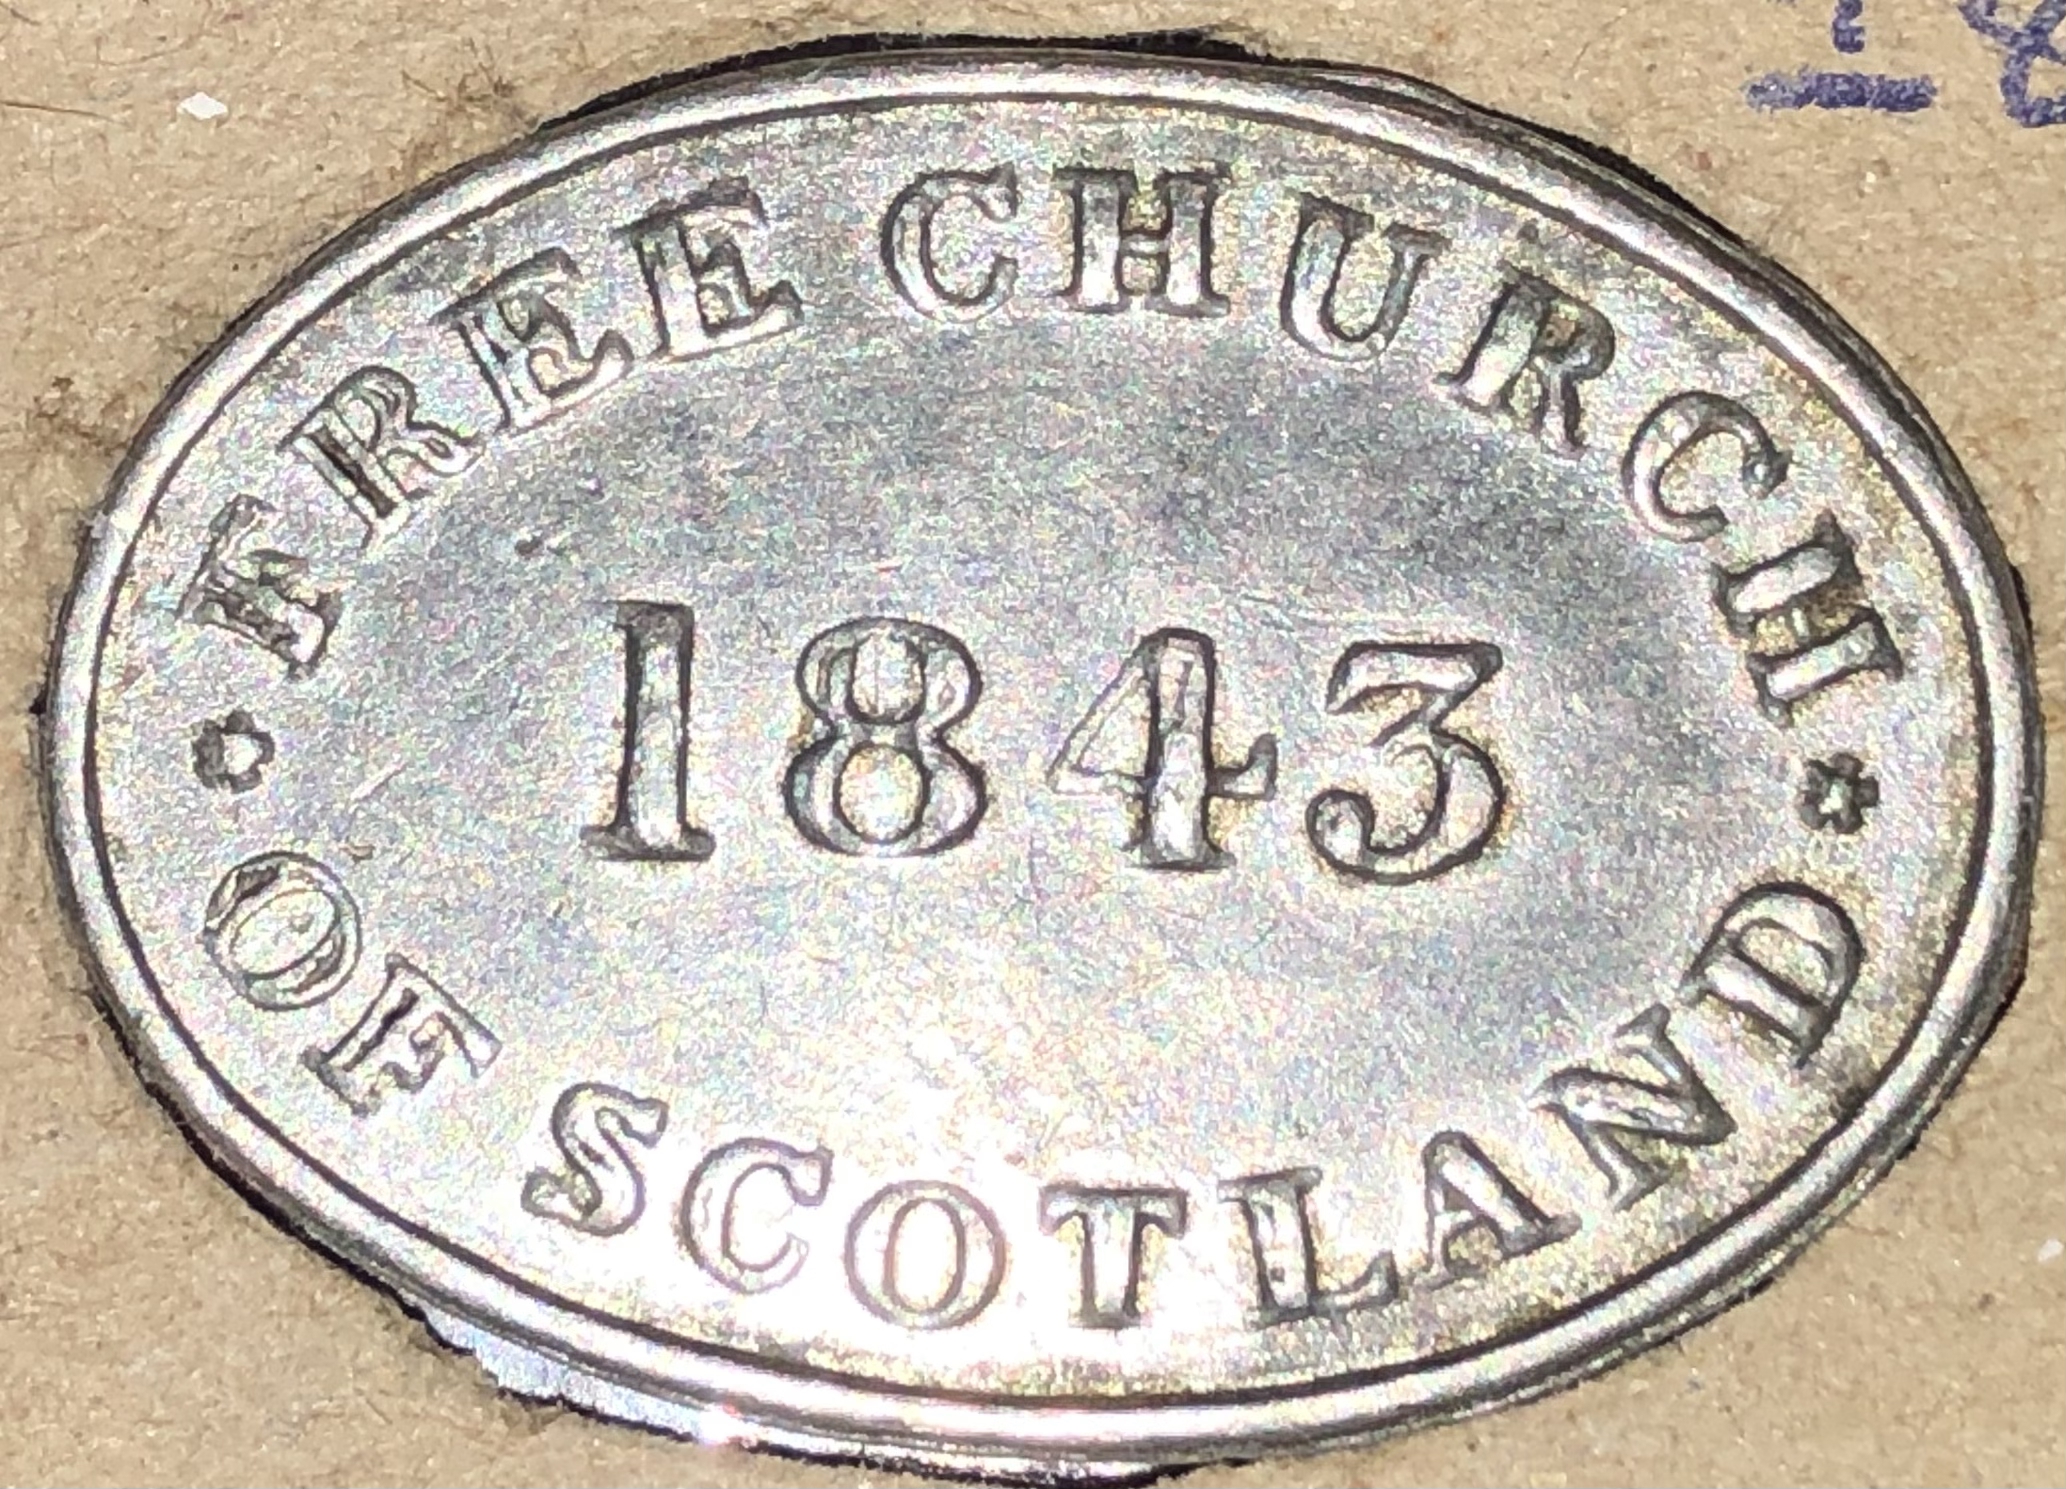 FREE CHURCH
1843
OF SCOTLAND